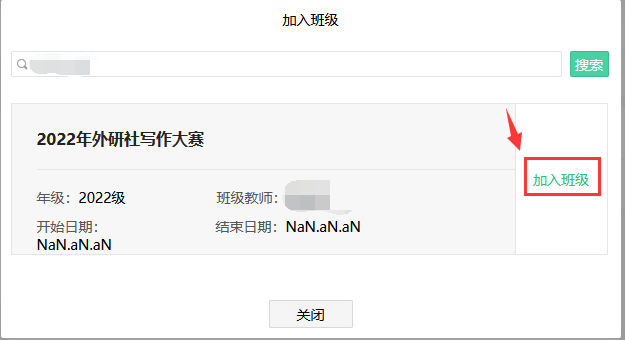 加入班级
搜索
2022年外研社写作大赛
加入班级
年级：2022级 班级教师：
开始日期： 结束日期：NaN.aN.aN
NaN.aN.aN
关闭